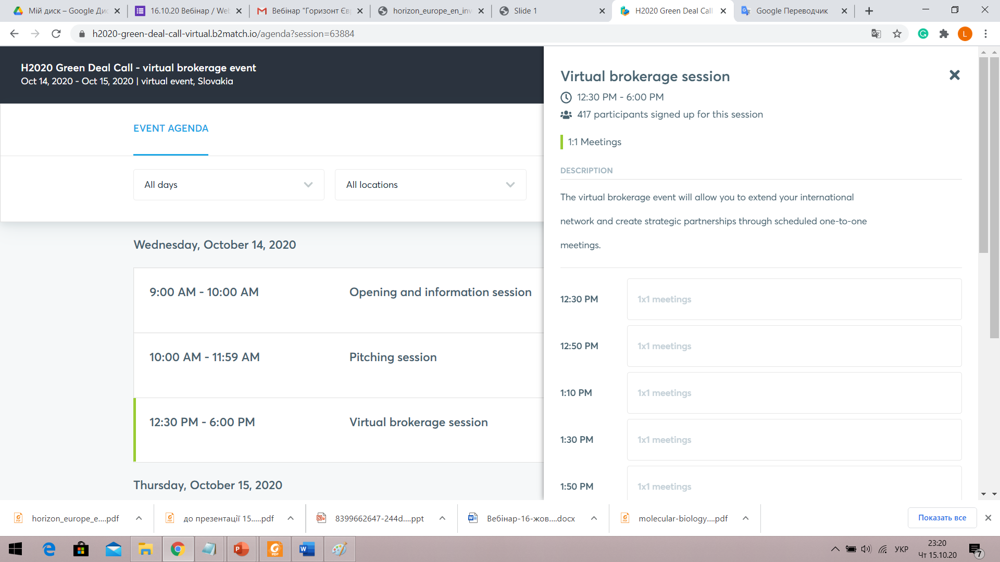 Мій диск – Google Дис
16.10.20 Вебінар / Web
Вебінар "Горизонт Євр
horizon_europe_en_inv
Slide 1
H2020 Green Deal Call
Google Переводчик
h2020-green-deal-call-virtual.b2match.io/agenda?session=63884
L
H2020 Green Deal Call - virtual brokerage event
Oct 14, 2020 - Oct 15, 2020 | virtual event, Slovakia
EVENT AGENDA
All days
All locations
Wednesday, October 14, 2020
9:00 AM - 10:00 AM
Opening and information session
10:00 AM - 11:59 AM
Pitching session
12:30 PM - 6:00 PM
Virtual brokerage session
Thursday, October 15, 2020
Virtual brokerage session
12:30 PM - 6:00 PM
417 participants signed up for this session
1:1 Meetings
DESCRIPTION
The virtual brokerage event will allow you to extend your international
network and create strategic partnerships through scheduled one-to-one
meetings.
12:30 PM
1x1 meetings
12:50 PM
1x1 meetings
1:10 PM
1x1 meetings
1:30 PM
1x1 meetings
1:50 PM
1x1 meetings
horizon_europe_e....pdf
до презентації 15.....pdf
8399662647-244d....ppt
Вебінар-16-жов....docx
molecular-biology....pdf
Показать все
УКР
23:20
Чт 15.10.20
7